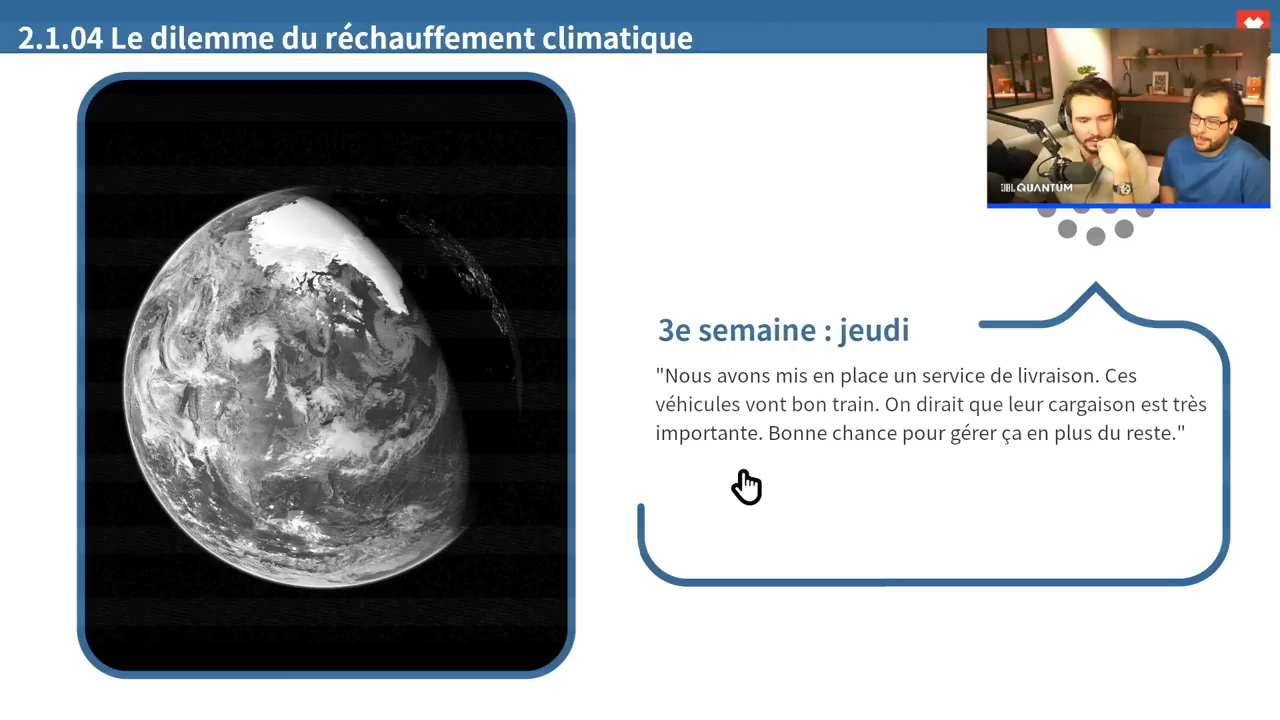 2.1.04 Le dilemme du réchauffement climatique
JBL QUANTUM
3e semaine : jeudi
"Nous avons mis en place un service de livraison. Ces
véhicules vont bon train. On dirait que leur cargaison est très
importante. Bonne chance pour gérer ça en plus du reste."